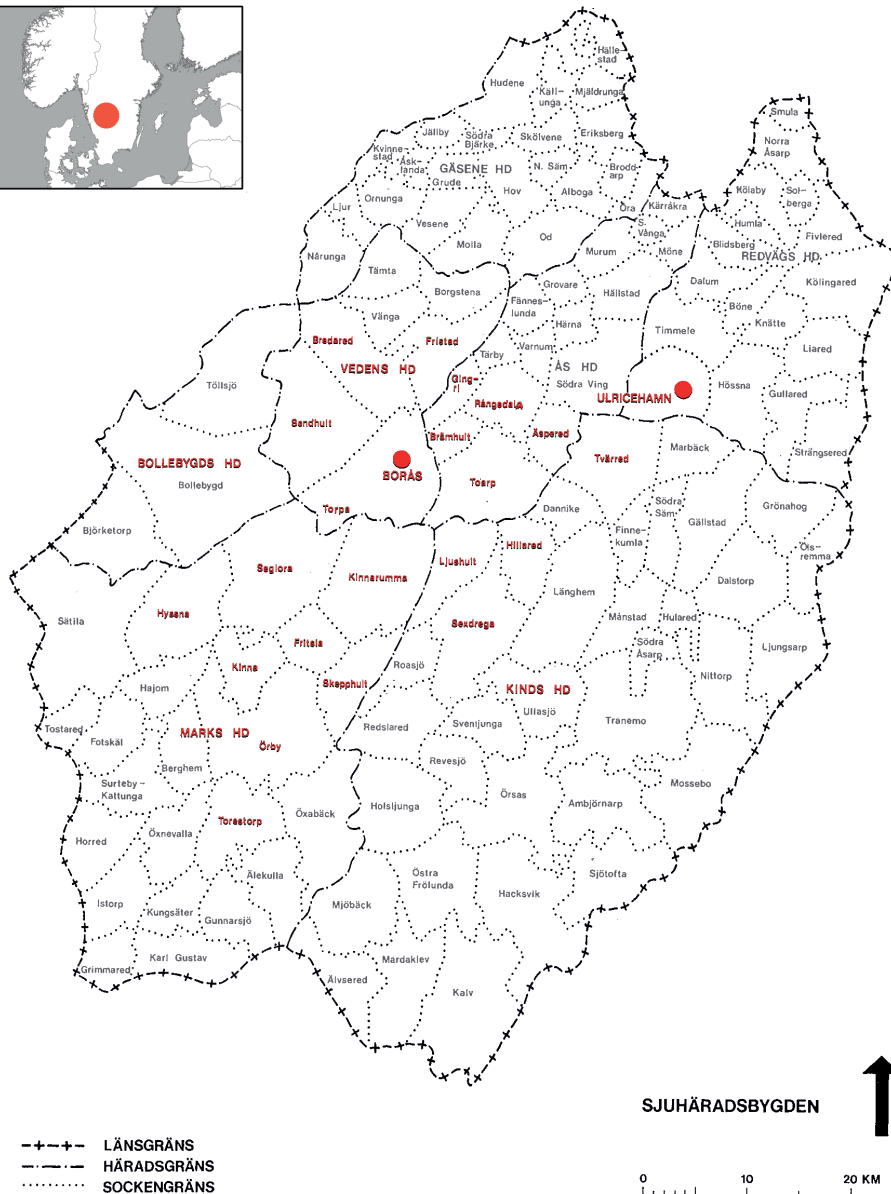 Hälle-
stad
Hudene
Käll-
unga
Mjäldrunga
Smula
Jällby
Södra
Bjärke
Skölvene
Eriksberg
Norra
Åsarp
Kvinne
stad
Ask-
landa
GÄSENE HD
N. Säm
Brodd-
arp
Grude
Hov
Alboga
Kölaby
Sol-
berga
Ljur
Ornunga
Öra
Kärråkra
Vesene
S.
Vånga
Humla
Fivlered
Molla
Od
Blidsberg
Nårunga
Murum
Möne
REDVÄGS HD
Tämta
Grovare
Dalum
Kölingared
Borgstena
Fännes-
lunda
Hällstad
Böne
Vänga
Härna
Knätte
Bredared
Fristad
Timmele
Varnum
Liared
Tärby
ÅS HD
VEDENS HD
Ging-
ri
Södra Ving
Töllsjö
Hössna
ULRICEHAMN
Gullared
Rångedala
Sandhult
Brämhult
Äspered
Marbäck
Strängsered
BOLLEBYGDS HD
Tvärred
BORÅS
Toarp
Bollebygd
Torpa
Dannike
Södra
Säm
Grönahog
Björketorp
Finne-
kumla
Gällstad
Hillared
Öls-
remma
Ljushult
Seglora
Kinnarumma
Dalstorp
Länghem
Hyssna
Sätila
Månstad
Hulared
Sexdrega
Fritsla
Södra
Åsarp
Ljungsarp
Kinna
Roasjö
Nittorp
Hajom
Skepphult
KINDS HD
Ullasjö
Tostared
Redslared
Svenljunga
Tranemo
MARKS HD
Fotskäl
Örby
Revesjö
Berghem
Mossebo
Surteby-
Kattunga
Örsås
Holsljunga
Ambjörnarp
Torestorp
Öxabäck
Horred
Öxnevalla
Älekulla
Östra
Frölunda
Sjötofta
Hacksvik
Istorp
Kungsäter
Gunnarsjö
Mjöbäck
Karl Gustav
Mardaklev
Grimmared
Älvsered
Kalv
SJUHÄRADSBYGDEN
LÄNSGRÄNS
HÄRADSGRÄNS
SOCKENGRÄNS
0 10 20 KM